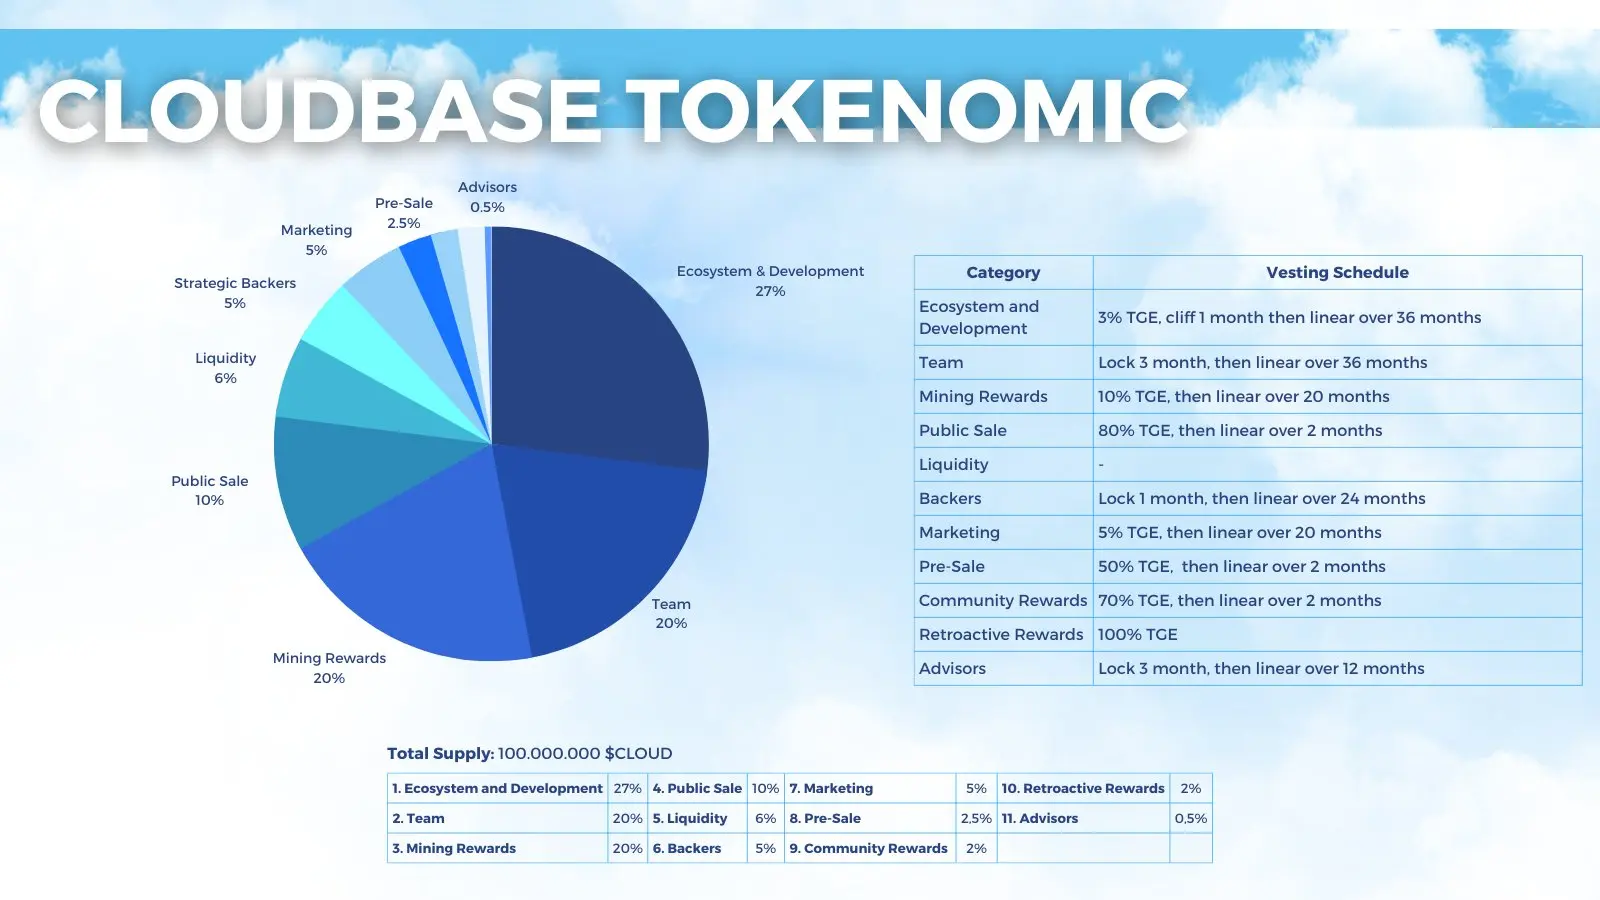 CLOUDBASE TOKENOMIC
Advisors
0.5%
Pre-Sale
2.5%
Marketing
5%
Strategic Backers
5%
Liquidity
6%
Public Sale
10%
Mining Rewards
20%
Team
20%
Ecosystem & Development
27%
Category Vesting Schedule
Ecosystem and
Development
3% TGE, cliff 1 month then linear over 36 months
Team Lock 3 month, then linear over 36 months
Mining Rewards 10% TGE, then linear over 20 months
Public Sale 80% TGE, then linear over 2 months
Liquidity -
Backers Lock 1 month, then linear over 24 months
Marketing 5% TGE, then linear over 20 months
Pre-Sale 50% TGE, then linear over 2 months
Community Rewards 70% TGE, then linear over 2 months
Retroactive Rewards 100% TGE
Advisors Lock 3 month, then linear over 12 months
Total Supply: 100.000.000 $CLOUD
1. Ecosystem and Development 27% 4. Public Sale 10% 7. Marketing 5% 10. Retroactive Rewards 2%
2. Team 20% 5. Liquidity 6% 8. Pre-Sale 2,5% 11. Advisors 0,5%
3. Mining Rewards 20% 6. Backers 5% 9. Community Rewards 2%